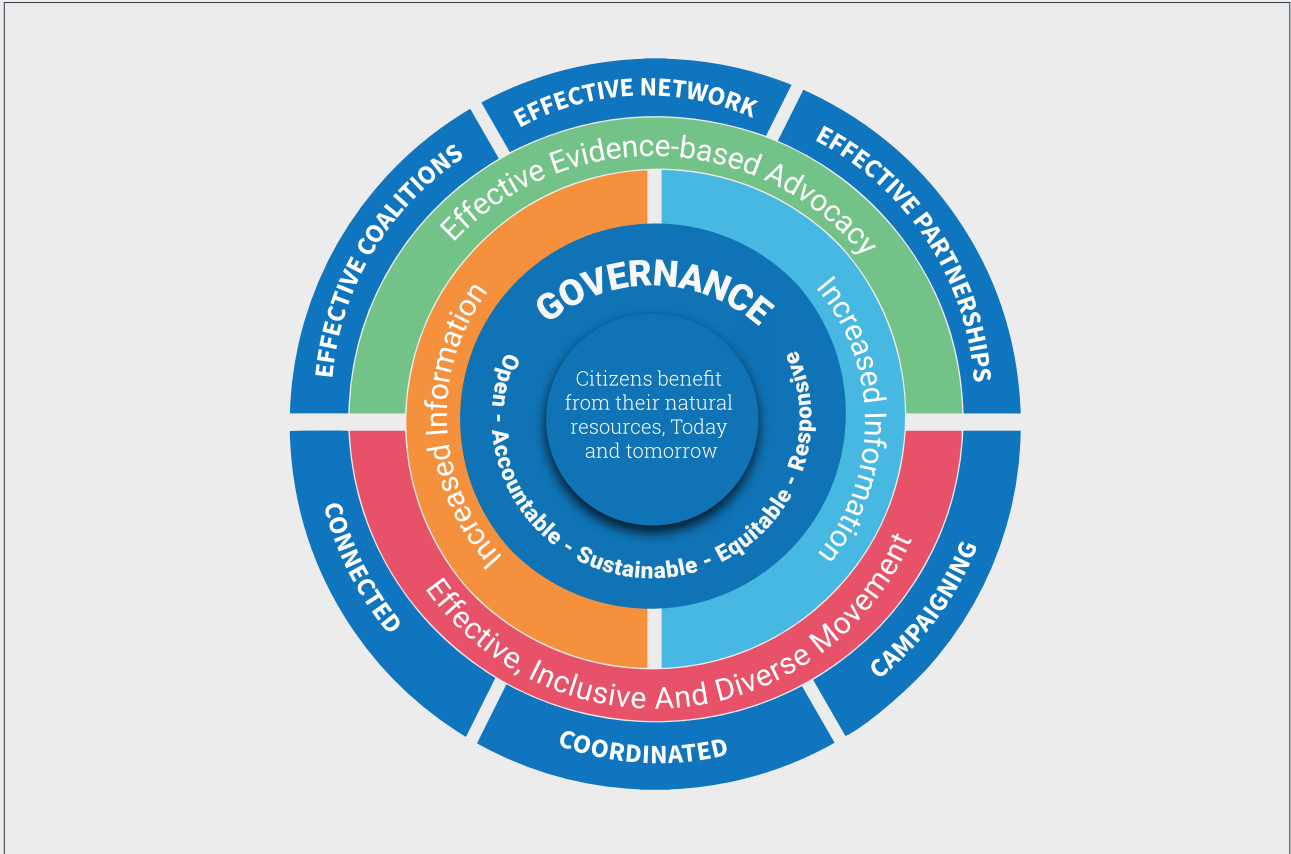 EFFECTIVE COALITIONS
EFFECTIVE NETWORK
EFFECTIVE PARTNERSHIPS
Effective Evidence-based Advocacy
Increased Information
Increased Information
GOVERNANCE
Open - Accountable - Sustainable - Equitable - Responsive
Citizens benefit
from their natural
resources, Today
and tomorrow
Effective, Inclusive And Diverse Movement
CONNECTED
COORDINATED
CAMPAIGNING